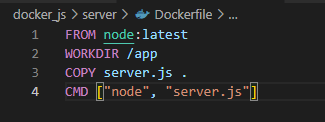 docker_js > server > Dockerfile > ...
1 FROM node:latest
2 WORKDIR /app
3 COPY server.js .
4 CMD ["node", "server.js"]